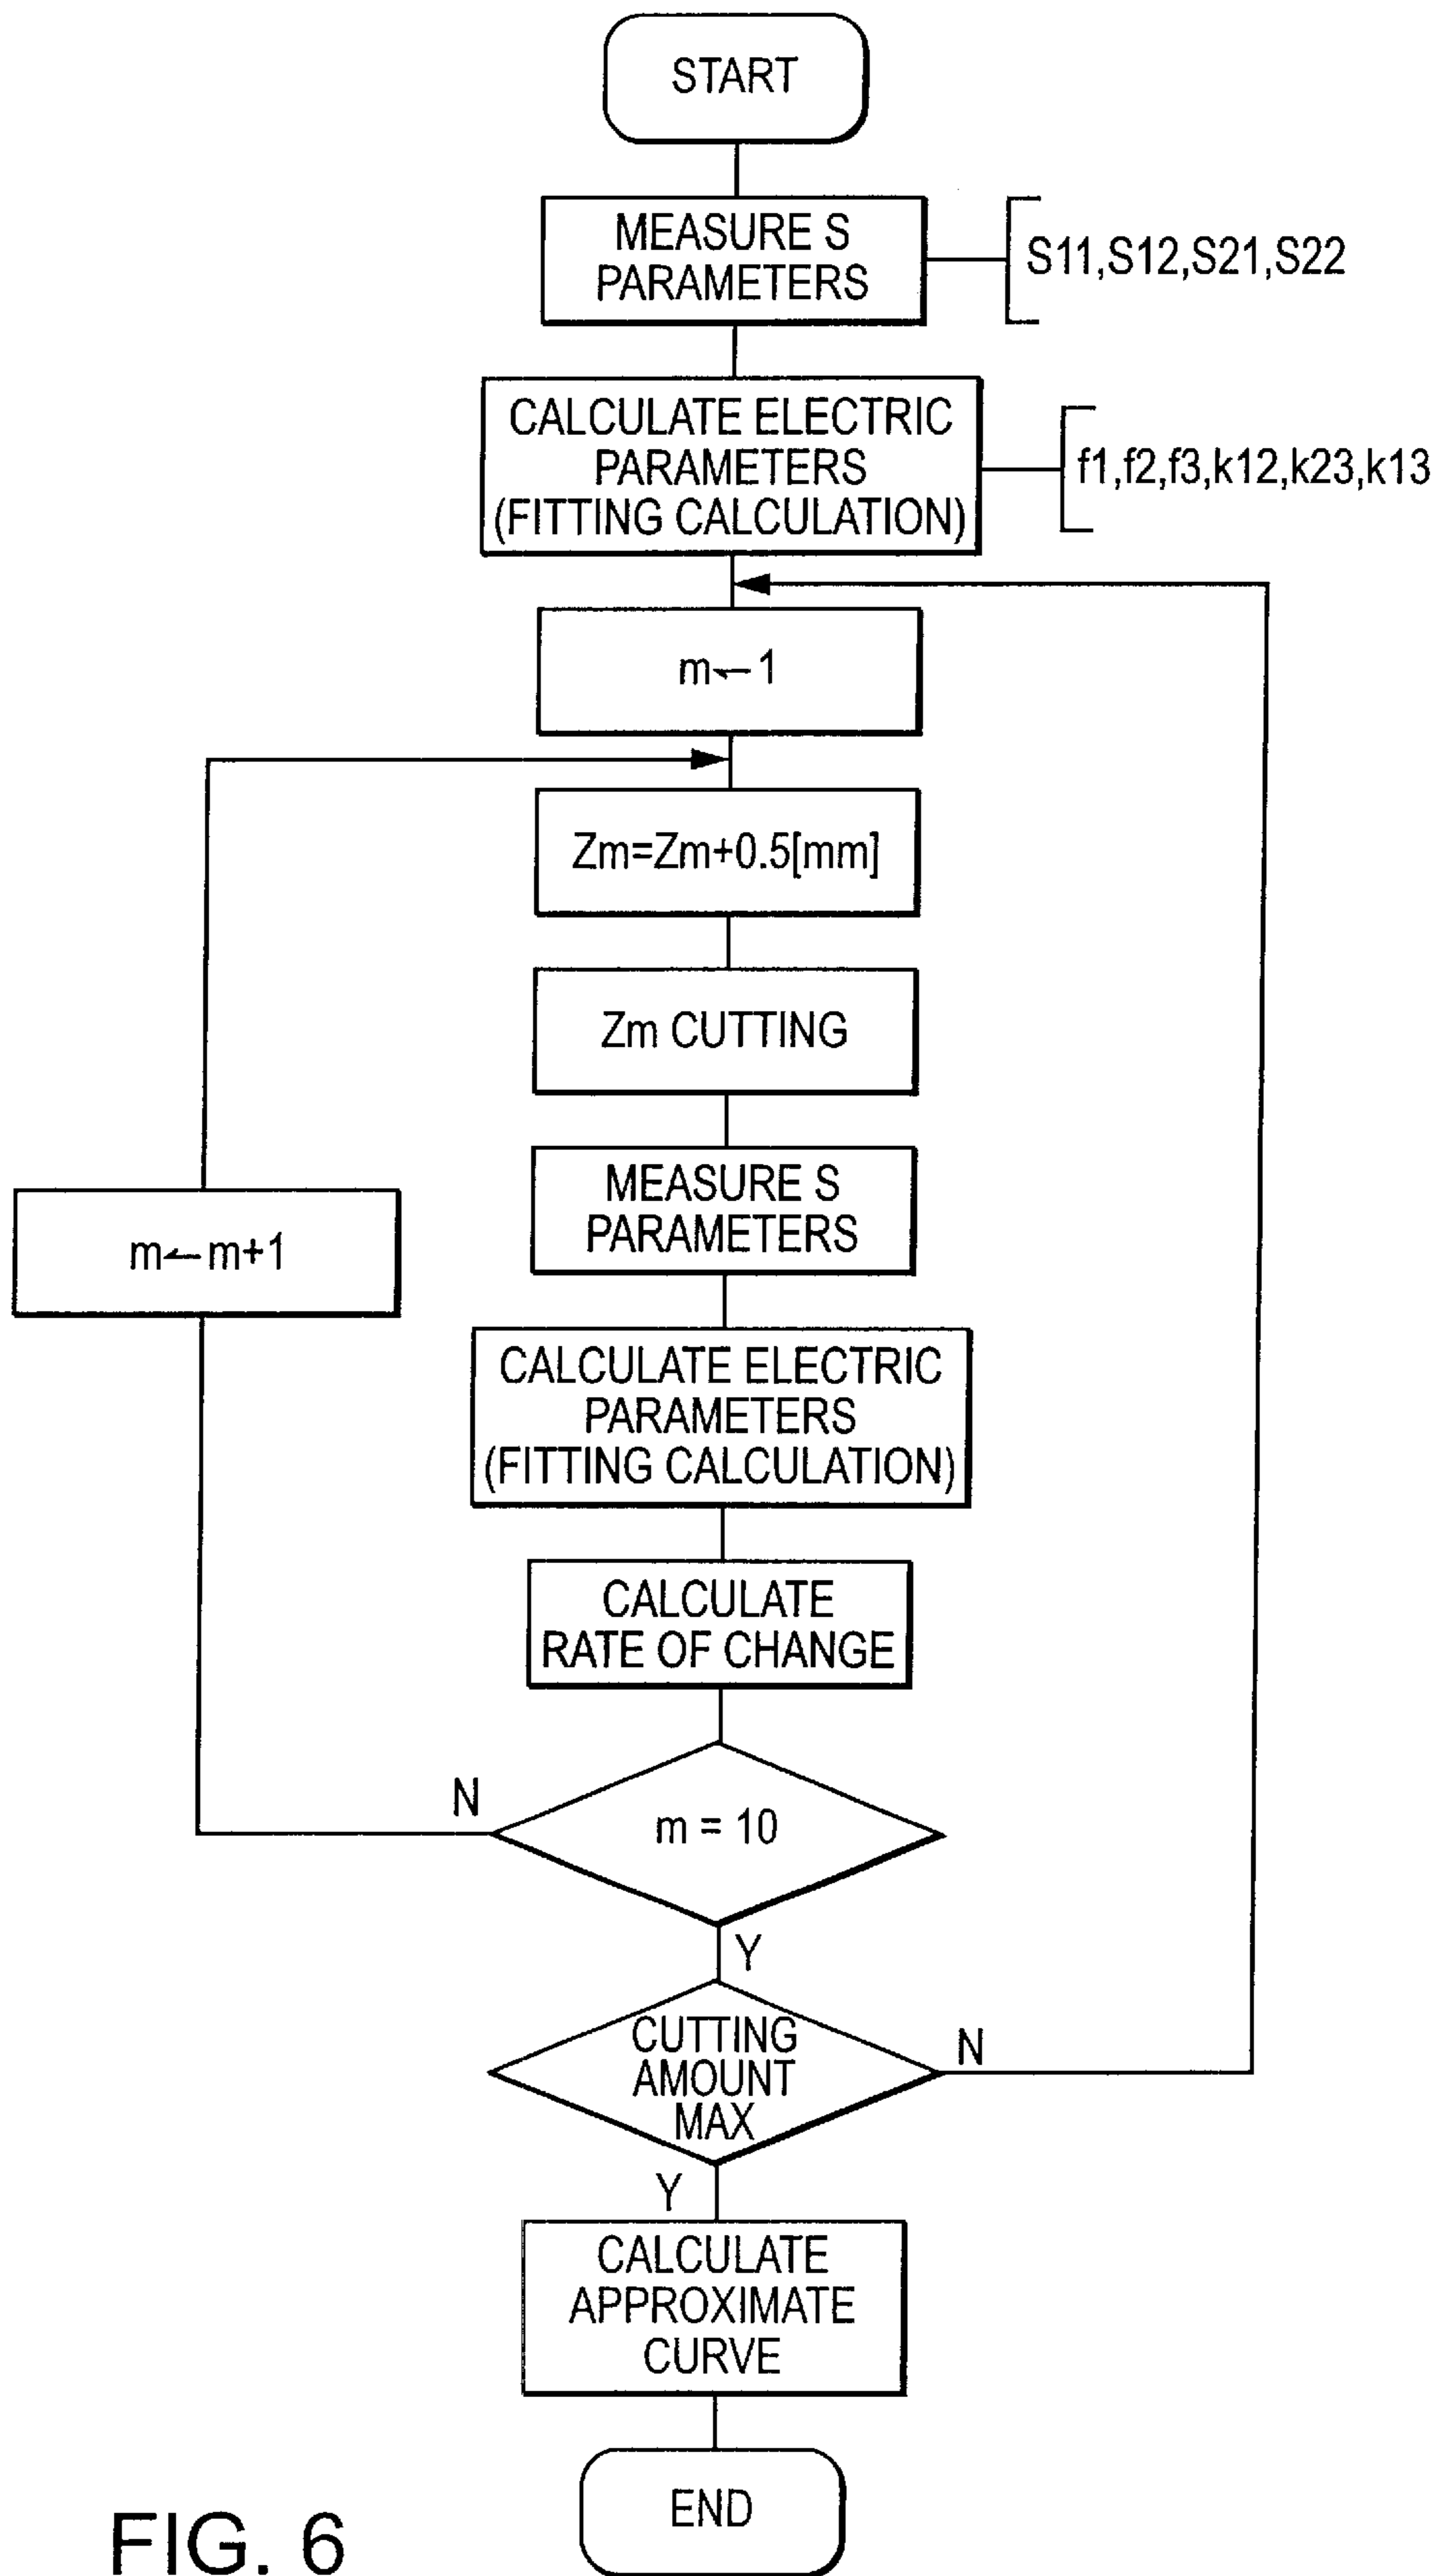 START
MEASURE S
PARAMETERS
S11,S12,S21,S22
CALCULATE ELECTRIC
PARAMETERS
(FITTING CALCULATION)
f1,f2,f3,k12,k23,k13
m←1
Zm=Zm+0.5[mm]
Zm CUTTING
MEASURE S
PARAMETERS
m←m+1
CALCULATE ELECTRIC
PARAMETERS
(FITTING CALCULATION)
CALCULATE
RATE OF CHANGE
N
m = 10
Y
CUTTING
AMOUNT
MAX
N
Y
CALCULATE
APPROXIMATE
CURVE
END
FIG. 6